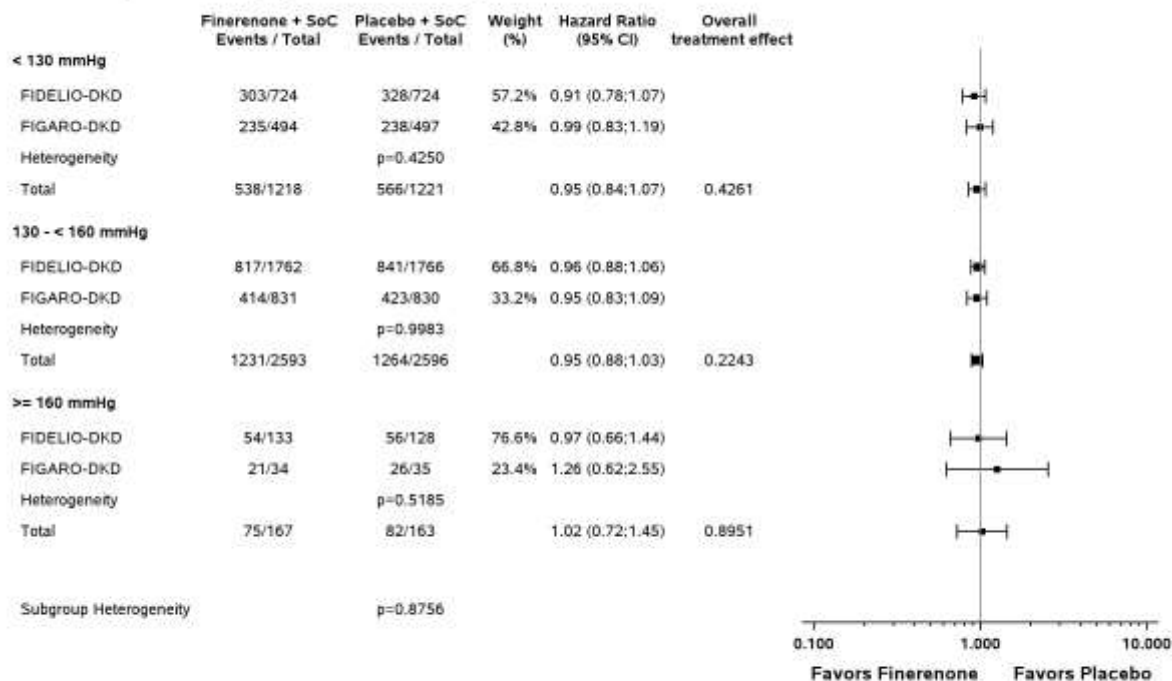 Finerenone + SoC Placebo + SoC Weight Hazard Ratio Overall
Events / Total Events / Total (%) (95% CI) treatment effect
< 130 mmHg
FIDELIO-DKD 303/724 328/724 57.2% 0.91 (0.78;1.07)
FIGARO-DKD 235/494 238/497 42.8% 0.99 (0.83;1.19)
Heterogeneity p=0.4250
Total 538/1218 566/1221 0.95 (0.84;1.07) 0.4261
130 - < 160 mmHg
FIDELIO-DKD 817/1762 841/1766 66.8% 0.96 (0.88;1.06)
FIGARO-DKD 414/831 423/830 33.2% 0.95 (0.83;1.09)
Heterogeneity p=0.9983
Total 1231/2593 1264/2596 0.95 (0.88;1.03) 0.2243
>= 160 mmHg
FIDELIO-DKD 54/133 56/128 76.6% 0.97 (0.66;1.44)
FIGARO-DKD 21/34 26/35 23.4% 1.26 (0.62;2.55)
Heterogeneity p=0.5185
Total 75/167 82/163 1.02 (0.72;1.45) 0.8951
Subgroup Heterogeneity p=0.8756
0.100 1.000 10.000
Favors Finerenone Favors Placebo